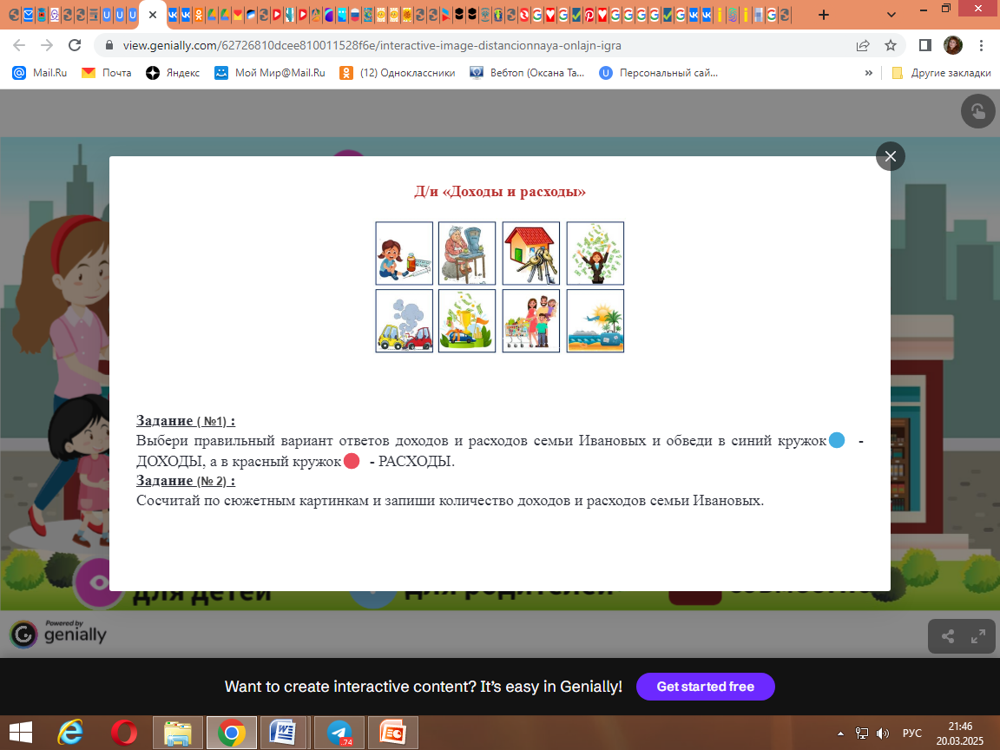 view.genially.com/62726810dcee810011528f6e/interactive-image-distancionnaya-onlajn-igra
Mail.Ru Почта Яндекс Мой Мир@Mail.Ru (12) Одноклассники Вебтоп (Оксана Та... Персональный сай... » Другие закладки
Д/и «Доходы и расходы»
Задание ( №1) :
Выбери правильный вариант ответов доходов и расходов семьи Ивановых и обведи в синий кружок -
ДОХОДЫ, а в красный кружок - РАСХОДЫ.
Задание (№ 2) :
Сосчитай по сюжетным картинкам и запиши количество доходов и расходов семьи Ивановых.
для детей для родителей
Powered by
genially
Want to create interactive content? It's easy in Genially! Get started free
74
РУС
21:46
20.03.2025